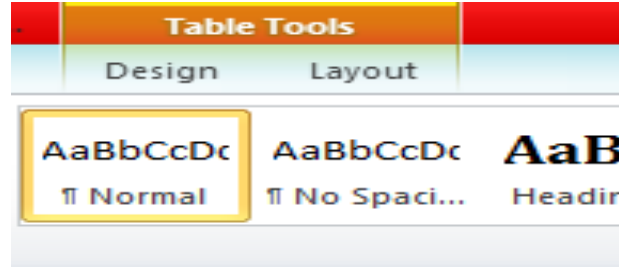 Table Tools
Design Layout
AaBbCcDc AaBbCcDc AaB
¶ Normal ¶ No Spaci... Headin